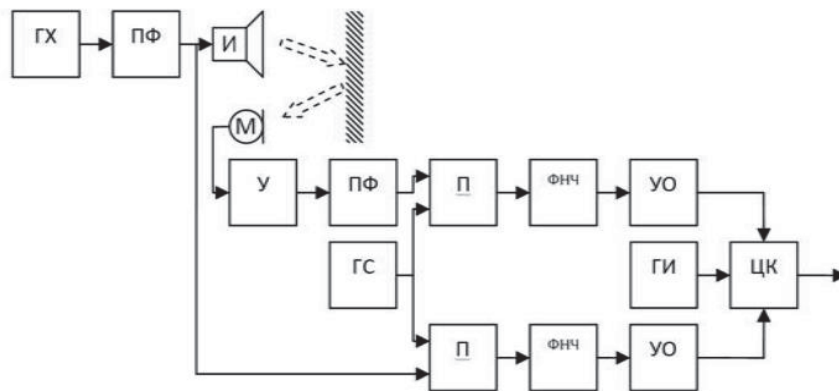 ГХ
ПФ
И
М
У
ПФ
П
ФНЧ
УО
ГС
ГИ
ЦК
П
ФНЧ
УО